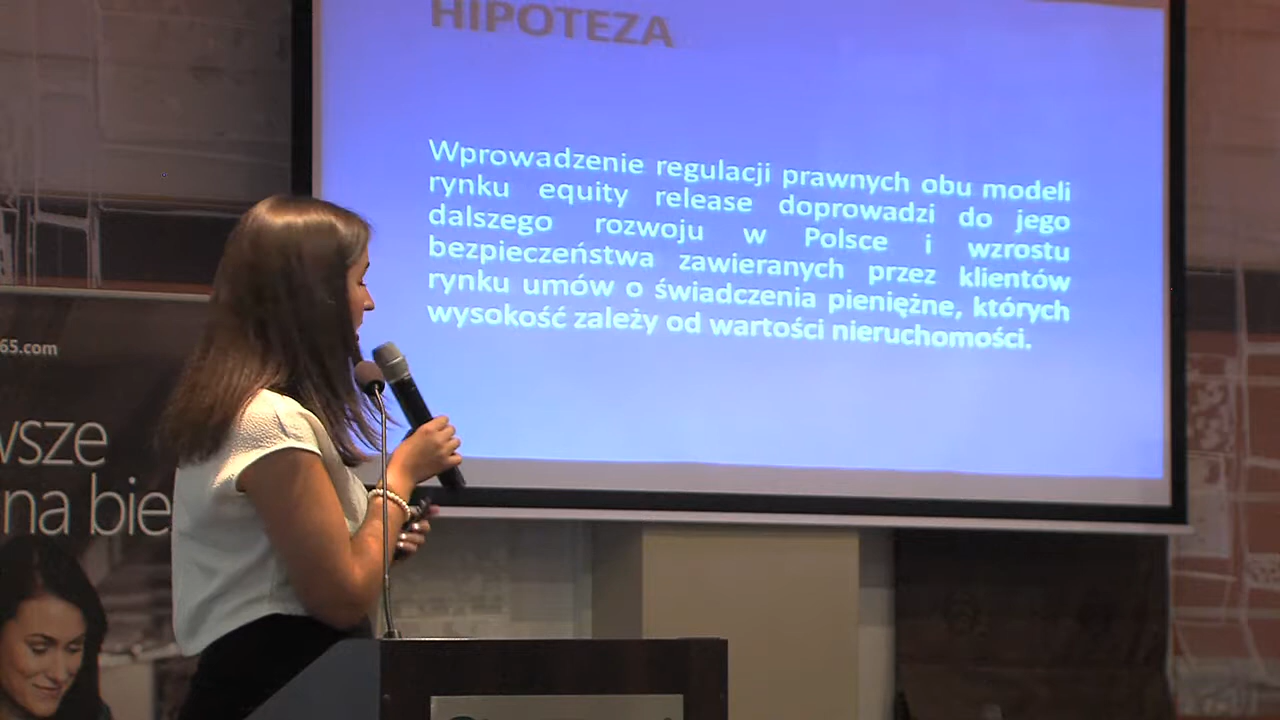 HIPOTEZA
Wprowadzenie regulacji prawnych obu modeli
rynku equity release doprowadzi do jego
dalszego rozwoju w Polsce i wzrostu
bezpieczeństwa zawieranych przez klientów
rynku umów o świadczenia pieniężne, których
wysokość zależy od wartości nieruchomości.
65.com
wsze
na bie